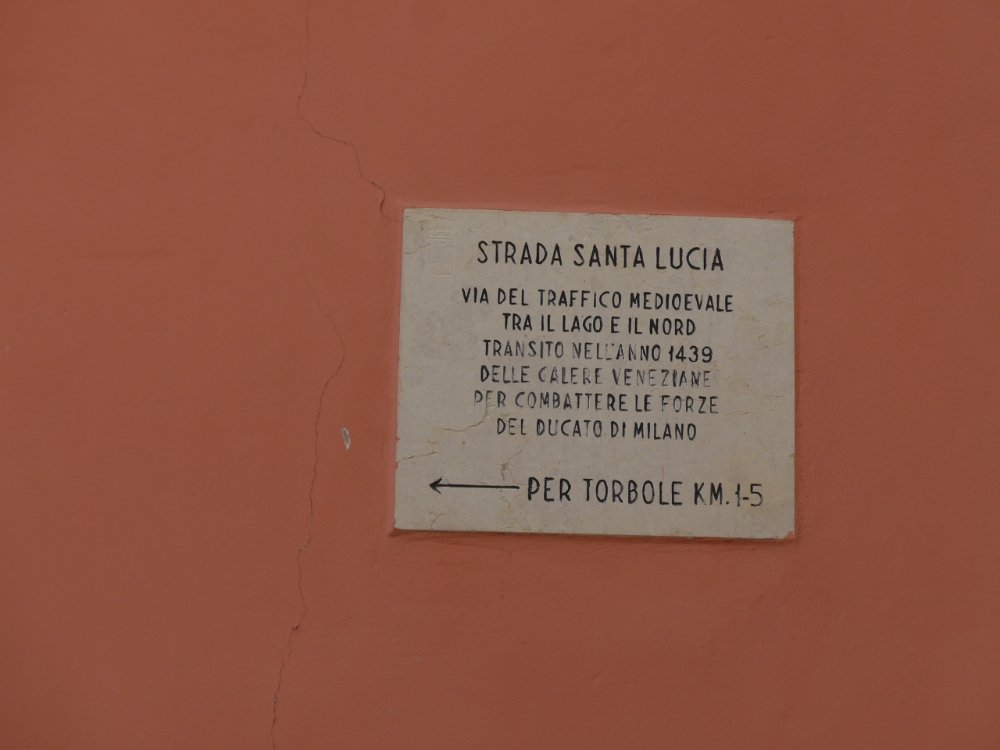 STRADA SANTA LUCIA
VIA DEL TRAFFICO MEDIOEVALE
TRA IL LAGO E IL NORD
TRANSITO NELL'ANNO 1439
DELLE CALERE VENEZIANE
PER COMBATTERE LE FORZE
DEL DUCATO DI MILANO
← PER TORBOLE KM. 1-5